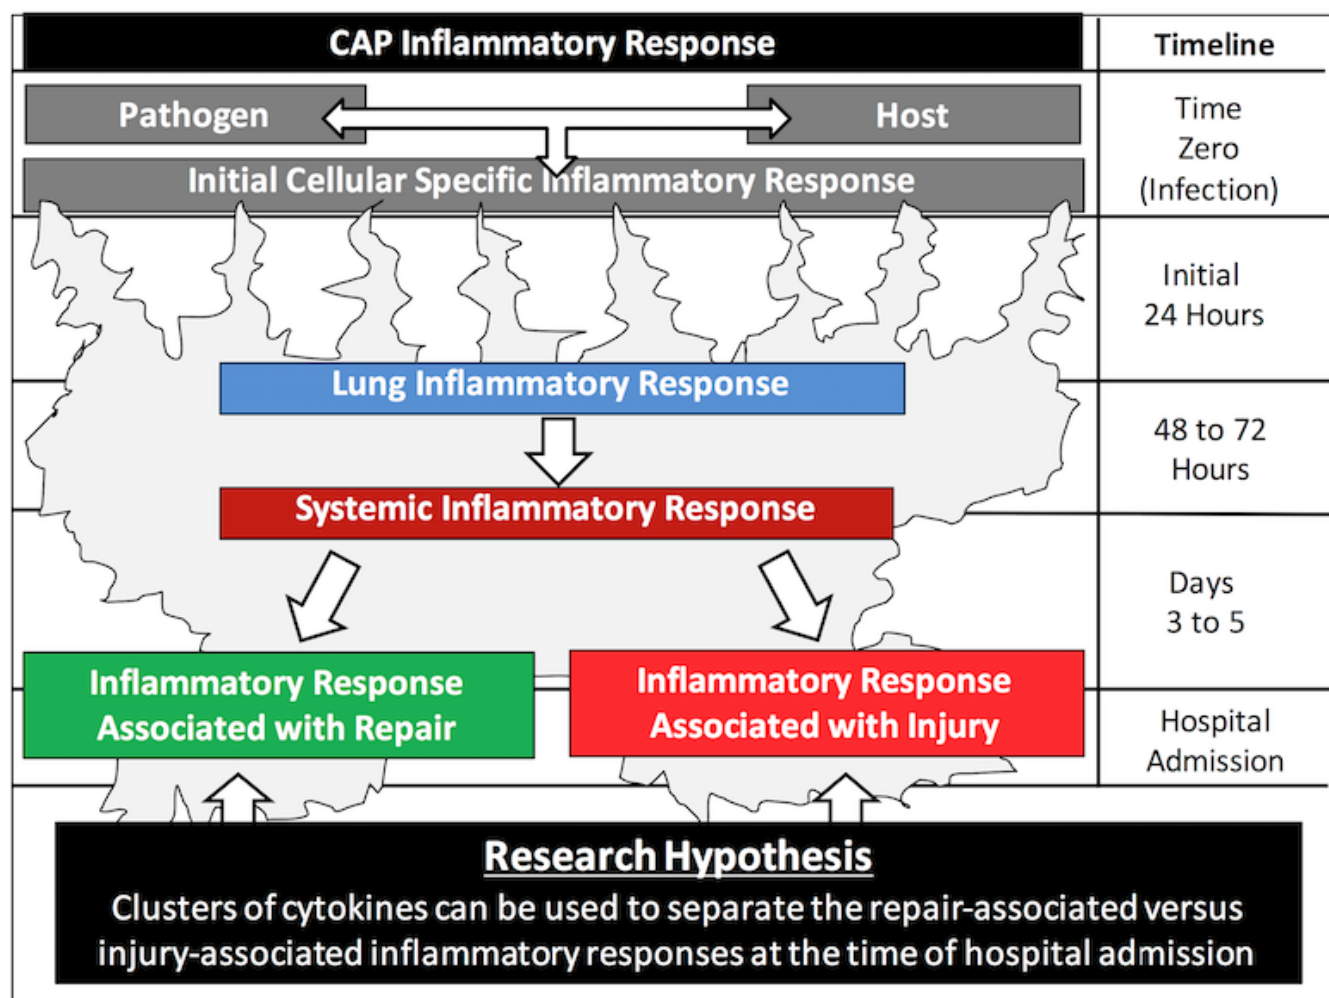 CAP Inflammatory Response
Timeline
Pathogen
Host
Time
Zero
(Infection)
Initial Cellular Specific Inflammatory Response
Initial
24 Hours
Lung Inflammatory Response
48 to 72
Hours
Systemic Inflammatory Response
Days
3 to 5
Inflammatory Response
Associated with Repair
Inflammatory Response
Associated with Injury
Hospital
Admission
Research Hypothesis
Clusters of cytokines can be used to separate the repair-associated versus
injury-associated inflammatory responses at the time of hospital admission